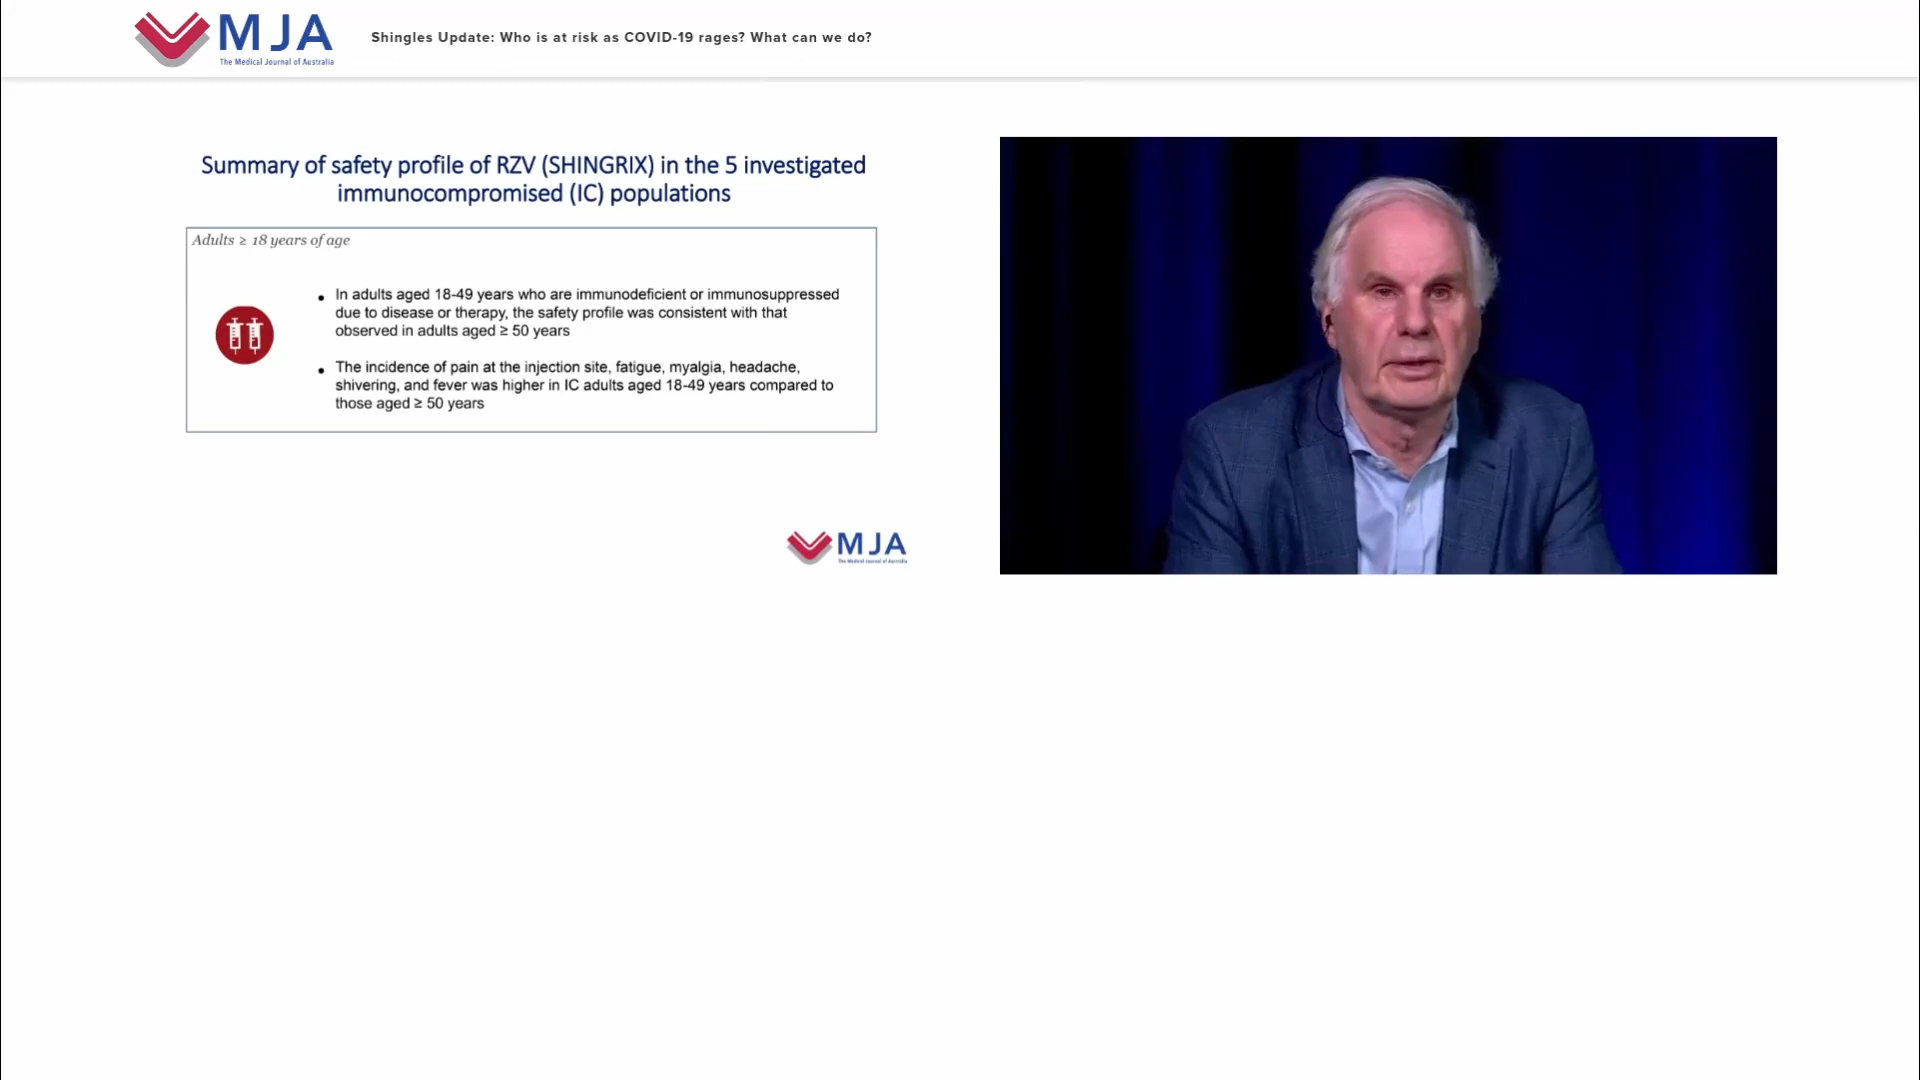 MJA
The Medical Journal of Australia
Shingles Update: Who is at risk as COVID-19 rages? What can we do?
Summary of safety profile of RZV (SHINGRIX) in the 5 investigated
immunocompromised (IC) populations
Adults ≥ 18 years of age
• In adults aged 18-49 years who are immunodeficient or immunosuppressed
due to disease or therapy, the safety profile was consistent with that
observed in adults aged ≥ 50 years
• The incidence of pain at the injection site, fatigue, myalgia, headache,
shivering, and fever was higher in IC adults aged 18-49 years compared to
those aged ≥ 50 years
MJA
The Medical Journal of Australia